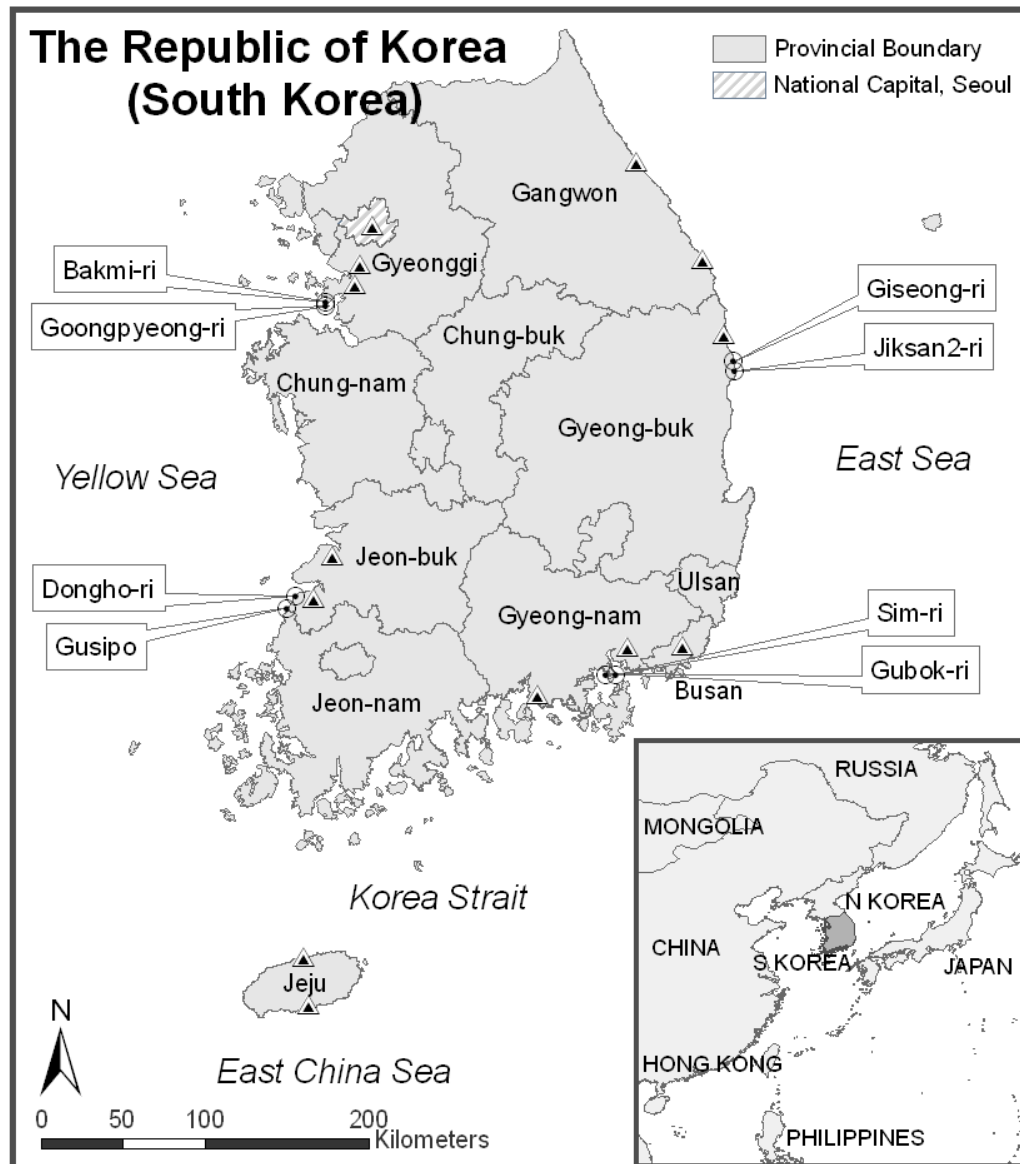 The Republic of Korea
(South Korea)
Provincial Boundary
National Capital, Seoul
Gangwon
Bakmi-ri
Gyeonggi
Goongpyeong-ri
Giseong-ri
Chung-buk
Jiksan2-ri
Chung-nam
Gyeong-buk
Yellow Sea
East Sea
Jeon-buk
Dongho-ri
Ulsan
Gyeong-nam
Sim-ri
Gusipo
Gubok-ri
Busan
Jeon-nam
RUSSIA
MONGOLIA
Korea Strait
N KOREA
CHINA
S KOREA
JAPAN
Jeju
N
East China Sea
HONG KONG
0 50 100 200
Kilometers
PHILIPPINES